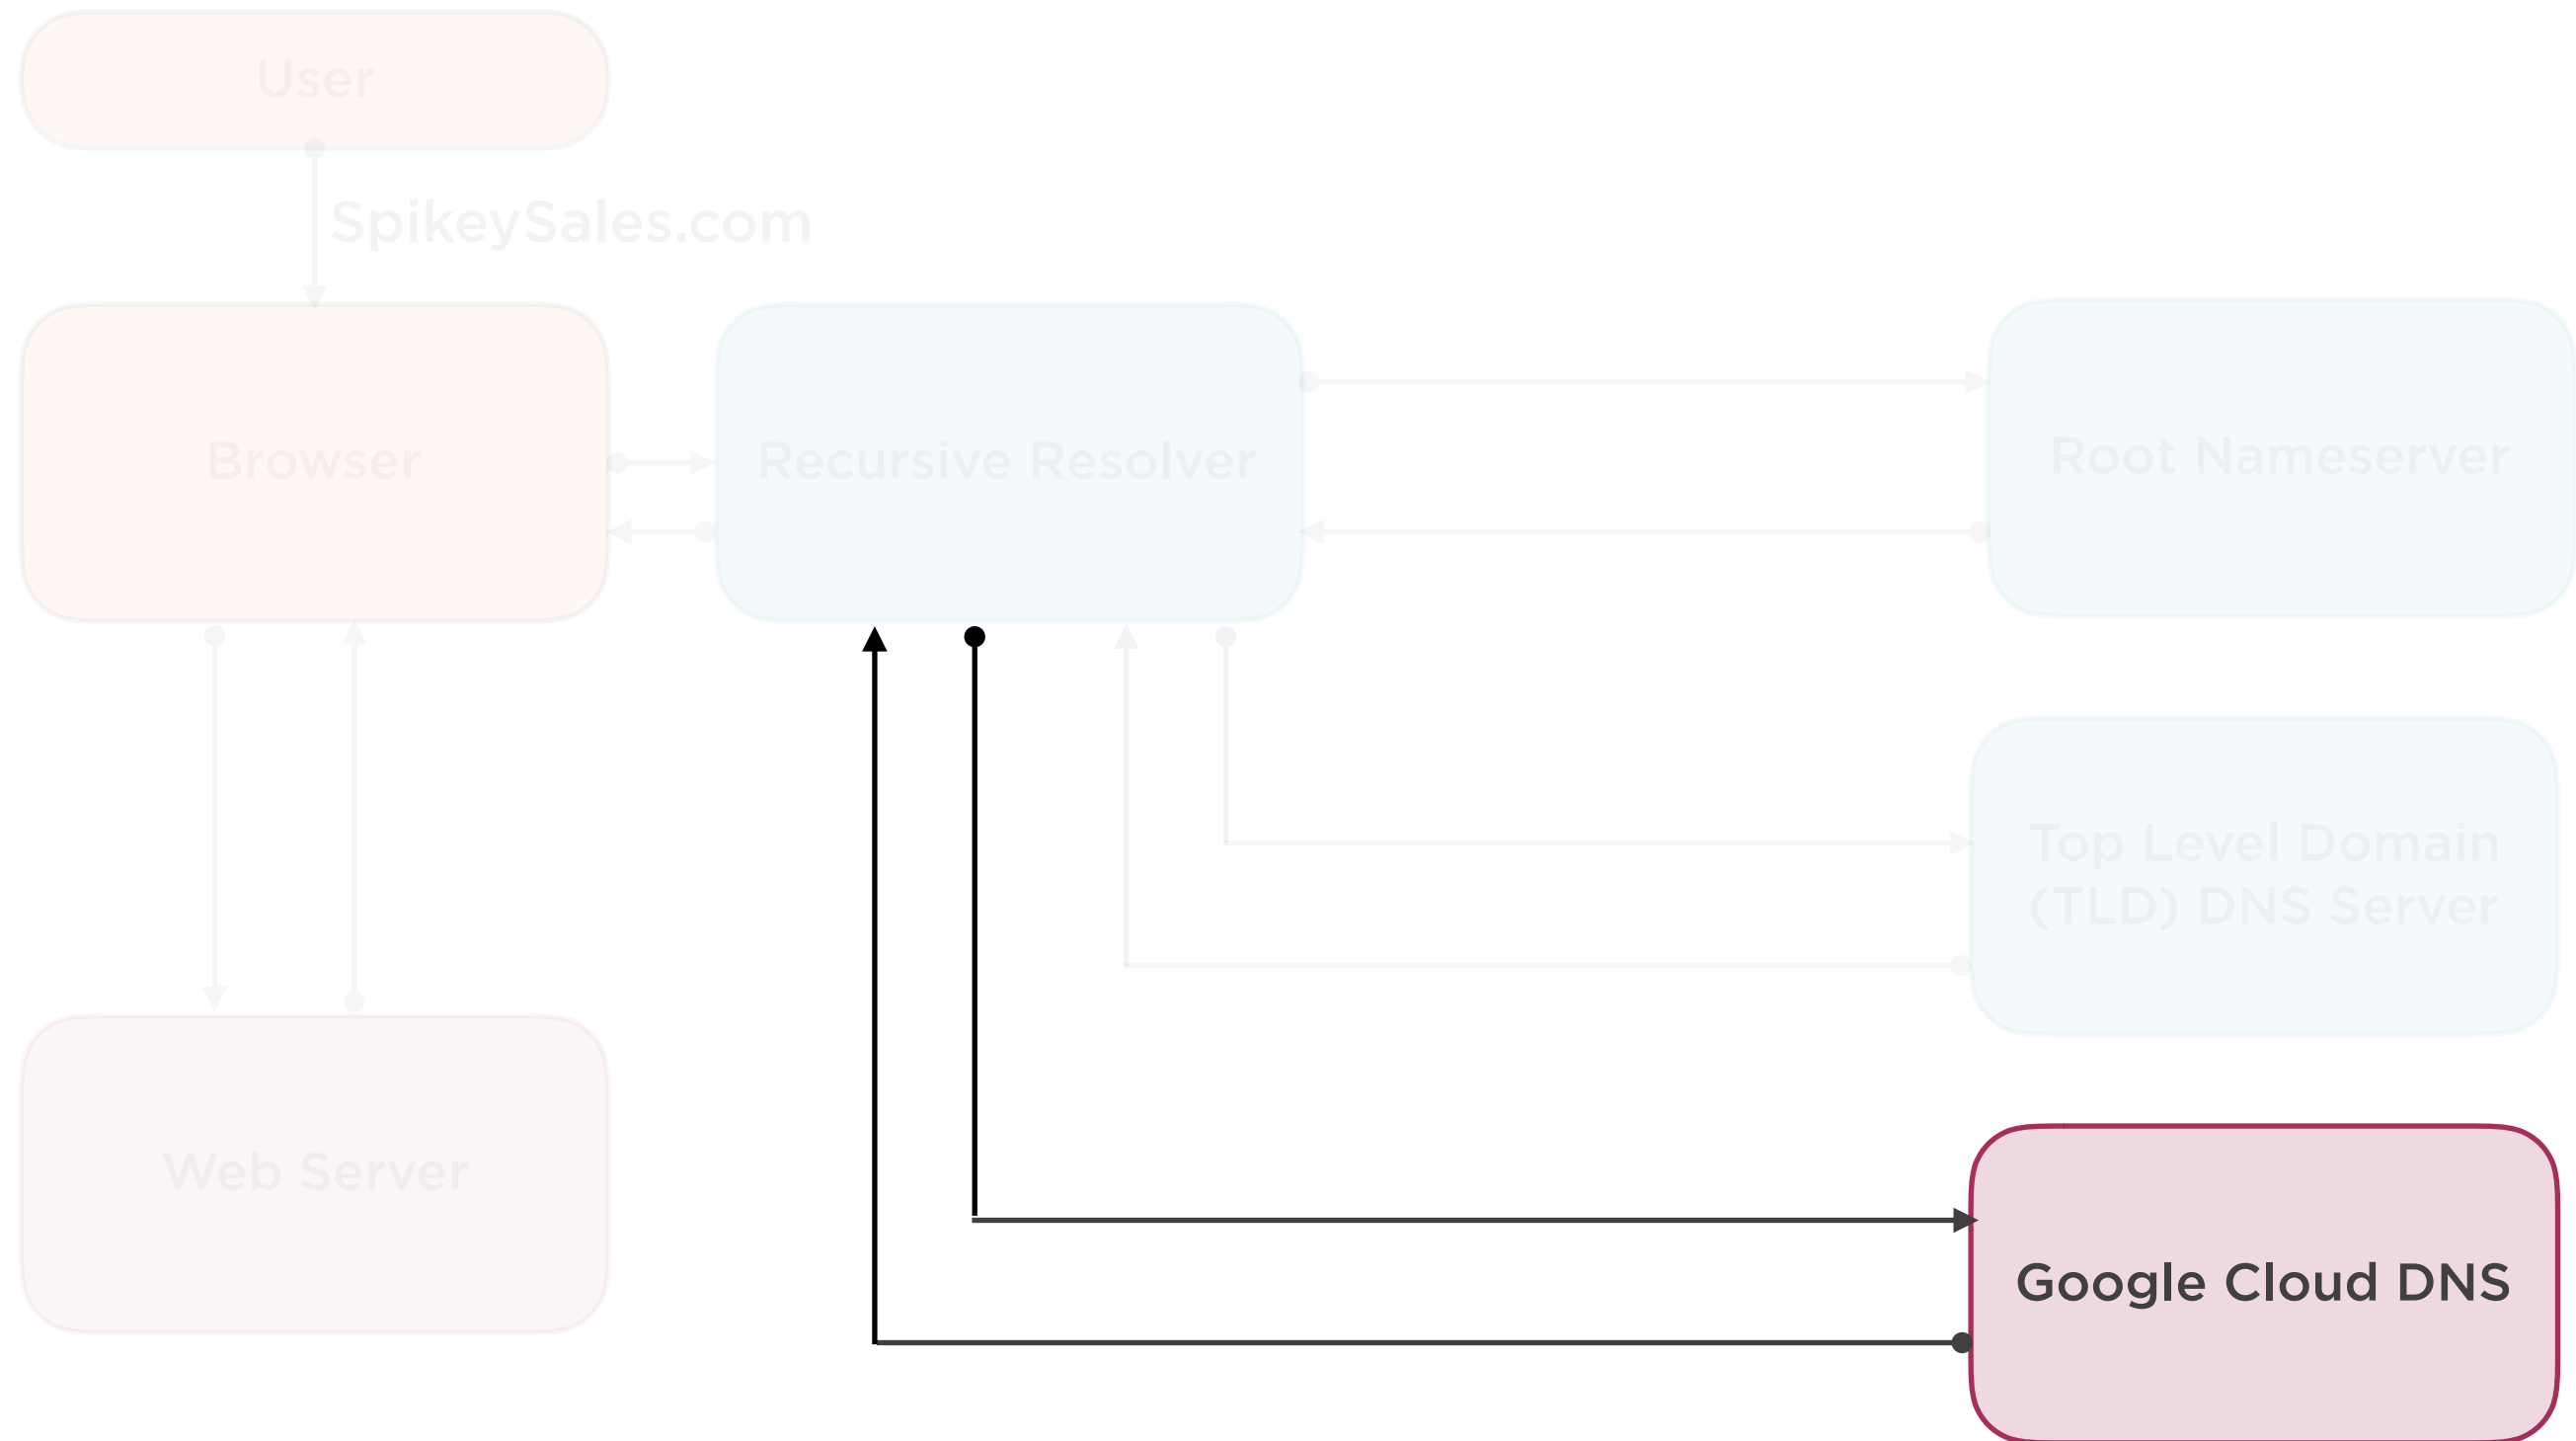 User
SpikeySales.com
Browser
Recursive Resolver
Root Nameserver
Top Level Domain
(TLD) DNS Server
Web Server
Google Cloud DNS